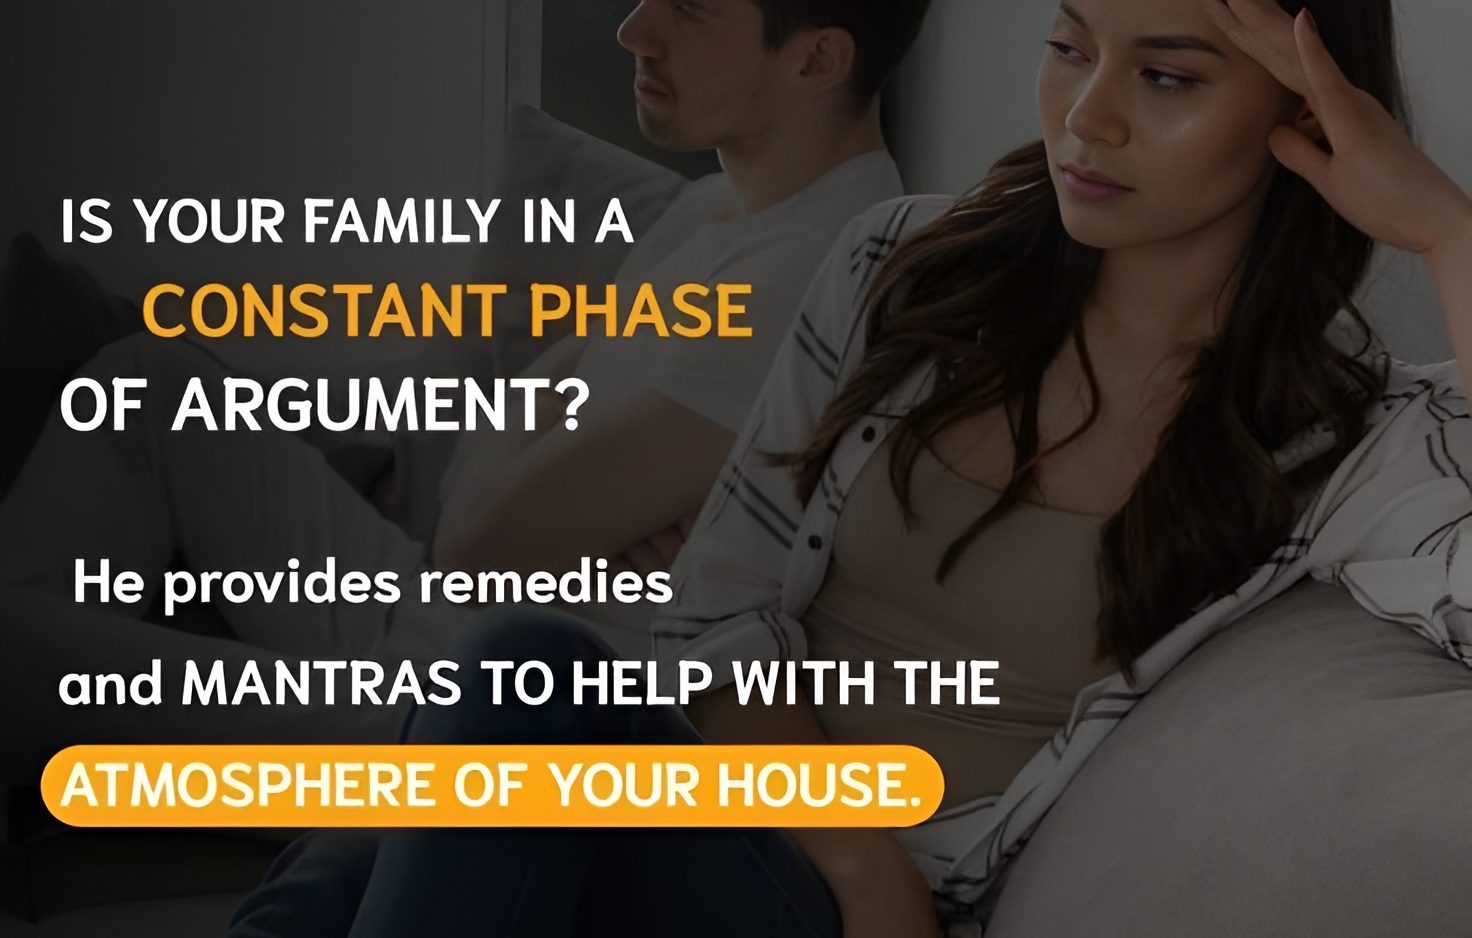 IS YOUR FAMILY IN A
CONSTANT PHASE
OF ARGUMENT?
He provides remedies
and MANTRAS TO HELP WITH THE
ATMOSPHERE OF YOUR HOUSE.